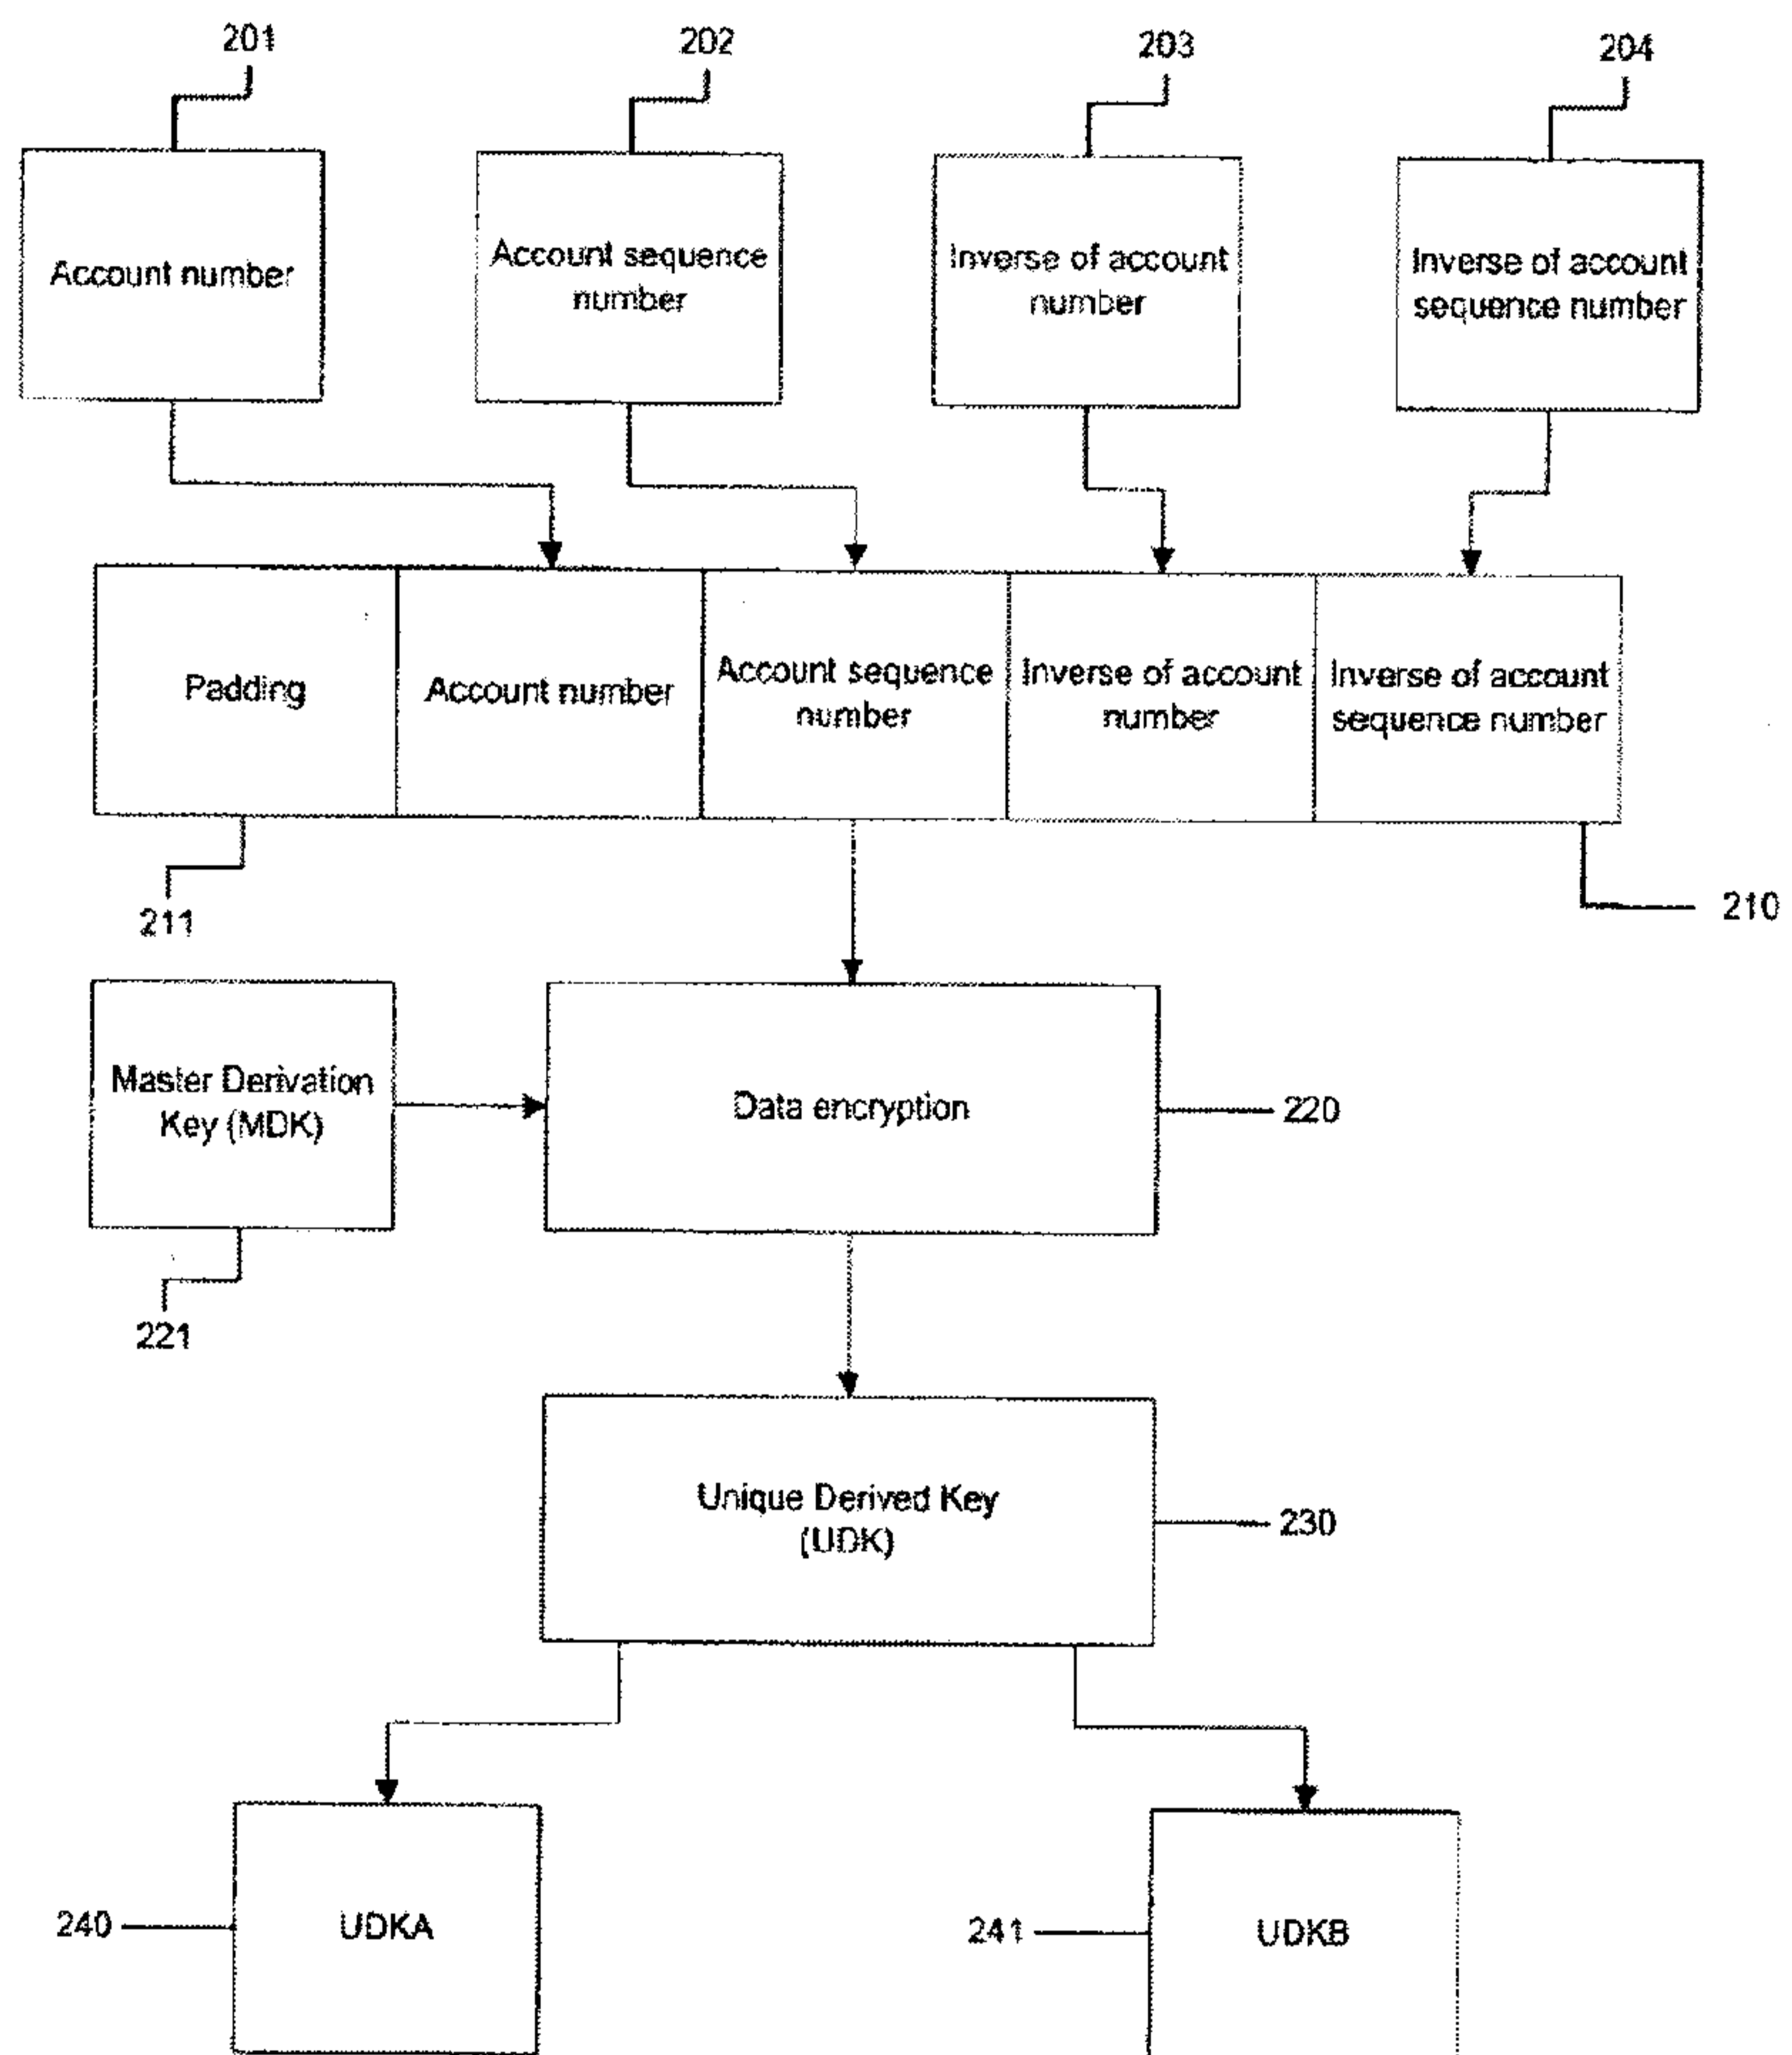 201
202
203
204
Account number
Account sequence
number
Inverse of account
number
Inverse of account
sequence number
Padding
Account number
Account sequence
number
Inverse of account
number
Inverse of account
sequence number
211
210
Master Derivation
Key (MDK)
Data encryption
220
221
Unique Derived Key
(UDK)
230
240
UDKA
241
UDKB